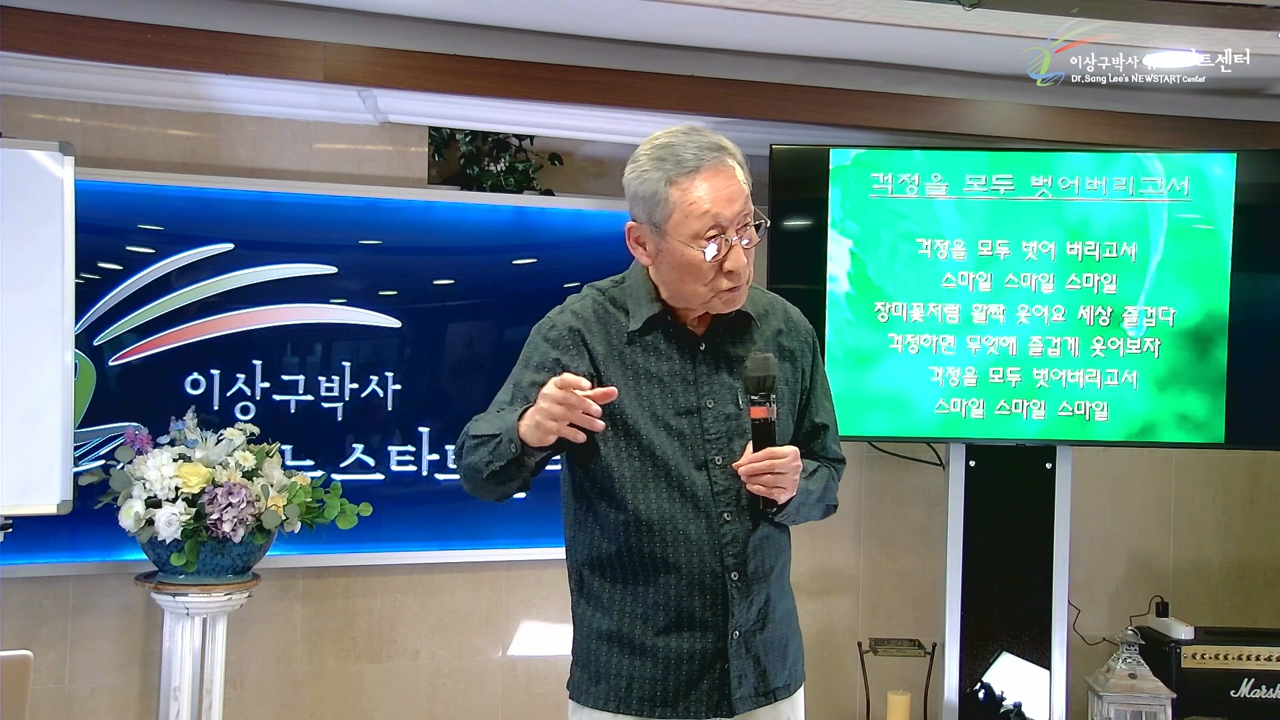 이상구박사
Dr. Sang Lee's NEWSTART Center
걱정을 모두 벗어버리고서
걱정을 모두 벗어 버리고서
스마일 스마일 스마일
장미꽃처럼 활짝 웃어요 세상 즐겁다
걱정하면 무엇해 즐겁게 웃어보자
걱정을 모두 벗어버리고서
스마일 스마일 스마일
이상구박사
스타트
Marsh